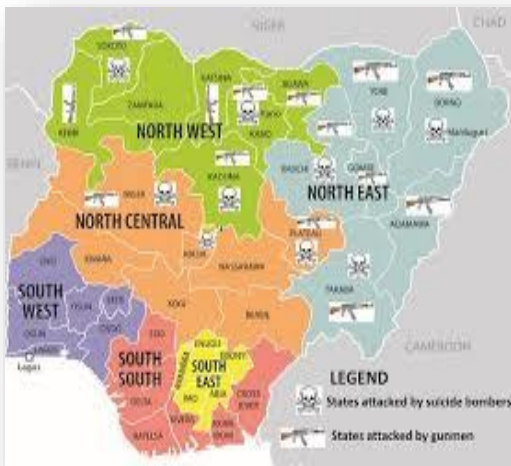 NIGER
CHAD
SOKOTO
KATSINA
JIGAWA
YOBE
BORNO
ZAMFARA
Kano
KANO
Maiduguri
KEBBI
NORTH WEST
BENIN
KADUNA
BAUCHI
GOMBE
NORTH EAST
NIGER
NORTH CENTRAL
PLATEAU
ADAMAWA
ABUJA
KWARA
NASSARAWA
TARABA
OYO
SOUTH
WEST
OSUN
EKITI
KOGI
OGUN
ONDO
BENUE
EDO
LAGOS
Lagos
ENUGU
EBONYI
CAMEROON
SOUTH
SOUTH
ANAMBRA
SOUTH
EAST
DELTA
IMO
ABIA
CROSS
RIVER
LEGEND
RIVERS
AKWA
IBOM
BAYELSA
States attacked by suicide bombers
States attacked by gunmen